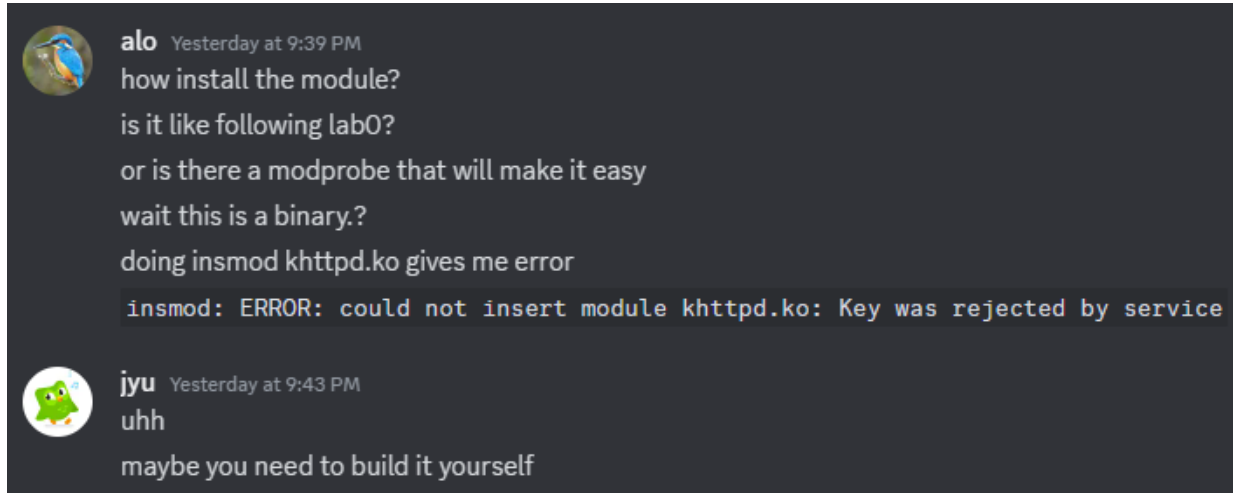 alo Yesterday at 9:39 PM
how install the module?
is it like following lab0?
or is there a modprobe that will make it easy
wait this is a binary.?
doing insmod khttpd.ko gives me error
insmod: ERROR: could not insert module khttpd.ko: Key was rejected by service
jyu Yesterday at 9:43 PM
uhh
maybe you need to build it yourself